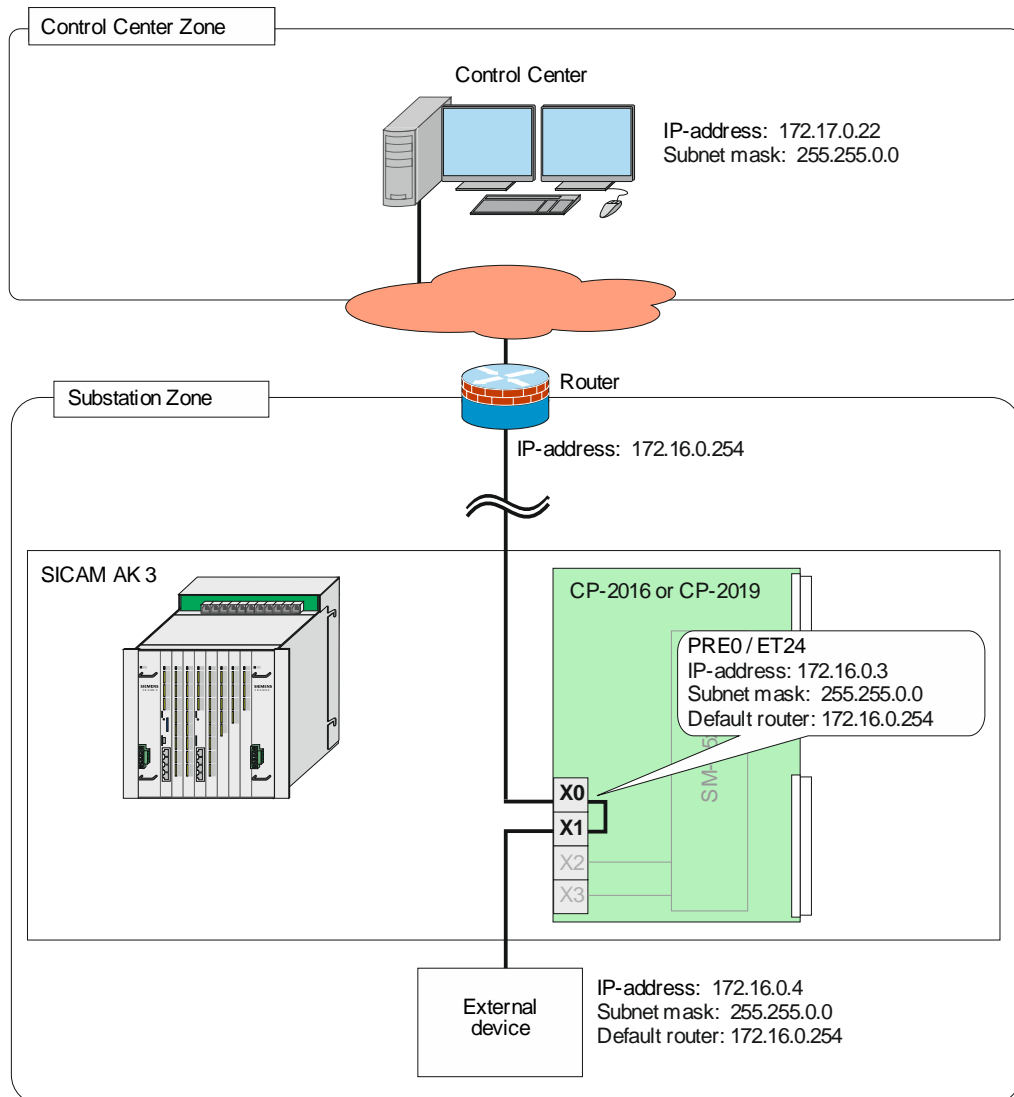 Control Center Zone
Control Center
IP-address: 172.17.0.22
Subnet mask: 255.255.0.0
Router
Substation Zone
IP-address: 172.16.0.254
SICAM AK 3
CP-2016 or CP-2019
PRE0 / ET24
IP-address: 172.16.0.3
Subnet mask: 255.255.0.0
Default router: 172.16.0.254
SIEMENS
SIEMENS
X0
X1
X2
X3
External
device
IP-address: 172.16.0.4
Subnet mask: 255.255.0.0
Default router: 172.16.0.254